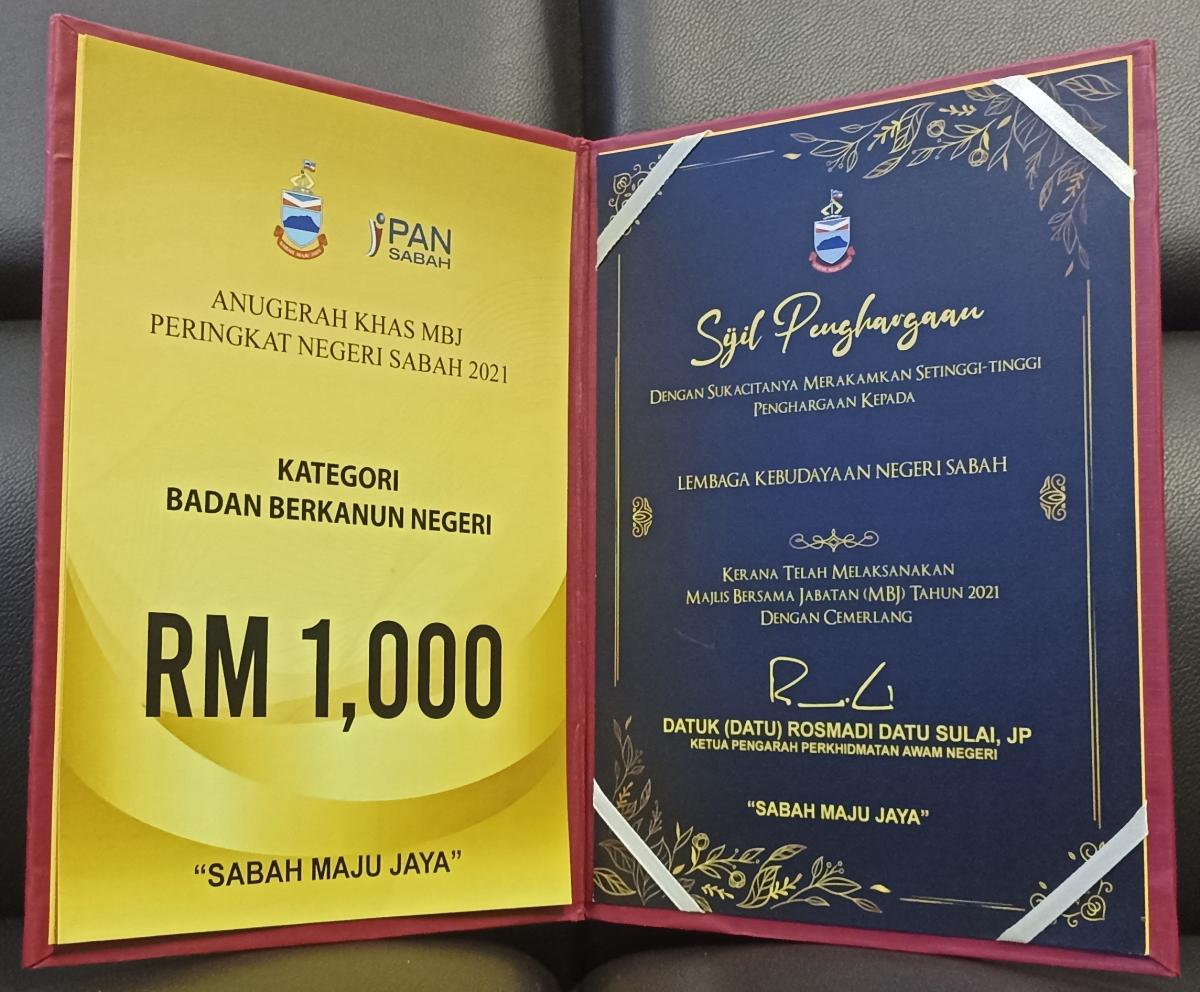 jPAN
SABAH
ANUGERAH KHAS MBJ
PERINGKAT NEGERI SABAH 2021
KATEGORI
BADAN BERKANUN NEGERI
RM 1,000
“SABAH MAJU JAYA”
Sijil Penghargaan
DENGAN SUKACITANYA MERAKAMKAN SETINGGI-TINGGI
PENGHARGAAN KEPADA
LEMBAGA KEBUDAYAAN NEGERI SABAH
KERANA TELAH MELAKSANAKAN
MAJLIS BERSAMA JABATAN (MBJ) TAHUN 2021
DENGAN CEMERLANG
DATUK (DATU) ROSMADI DATU SULAI, JP
KETUA PENGARAH PERKHIDMATAN AWAM NEGERI
“SABAH MAJU JAYA”